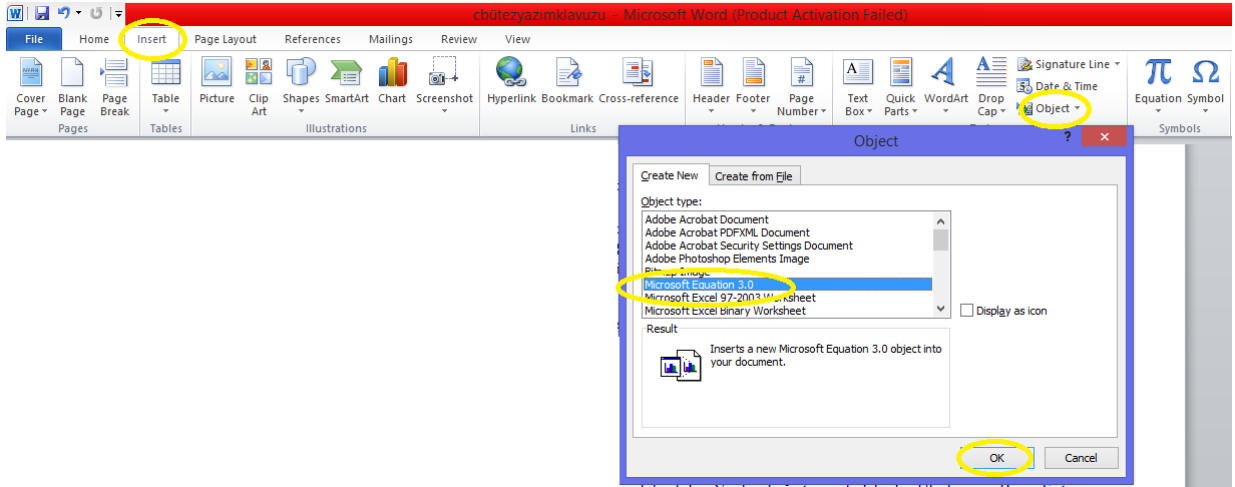 cbütezyazimklavuzu - Microsoft Word (Product Activation Failed)
File Home Insert Page Layout References Mailings Review View
Cover Page Blank Page Page Break Table Picture Clip Art Shapes SmartArt Chart Screenshot Hyperlink Bookmark Cross-reference Header Footer Page Number Text Box Quick Parts WordArt Drop Cap Signature Line Date & Time Object Equation Symbol
Pages Tables Illustrations Links Symbols
Object
Create New Create from File
Object type:
Adobe Acrobat Document
Adobe Acrobat PDFXML Document
Adobe Acrobat Security Settings Document
Adobe Photoshop Elements Image
Bitmap Image
Microsoft Equation 3.0
Microsoft Excel 97-2003 Worksheet
Microsoft Excel Binary Worksheet
Display as icon
Result
Inserts a new Microsoft Equation 3.0 object into
your document.
OK Cancel